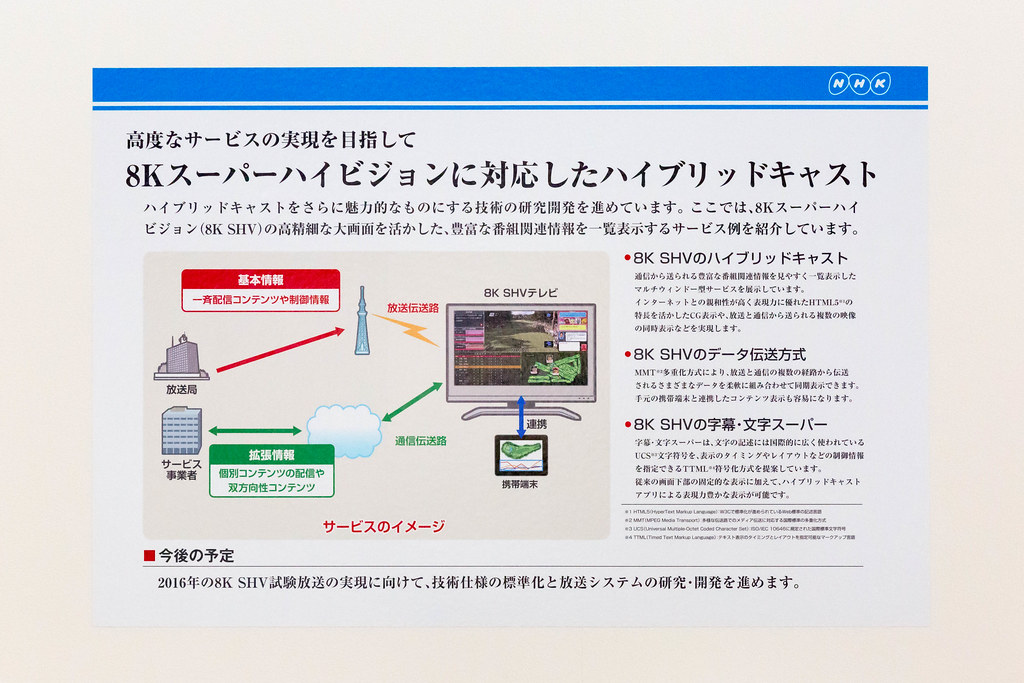 NHK
高度なサービスの実現を目指して
8Kスーパーハイビジョンに対応したハイブリッドキャスト
ハイブリッドキャストをさらに魅力的なものにする技術の研究開発を進めています。ここでは、8Kスーパーハイ
ビジョン(8K SHV)の高精細な大画面を活かした、豊富な番組関連情報を一覧表示するサービス例を紹介しています。
基本情報
一斉配信コンテンツや制御情報
放送伝送路
8K SHVテレビ
放送局
サービス
事業者
通信伝送路
拡張情報
個別コンテンツの配信や
双方向性コンテンツ
連携
携帯端末
サービスのイメージ
●8K SHVのハイブリッドキャスト
通信から送られる豊富な番組関連情報を見やすく一覧表示した
マルチウィンドー型サービスを展示しています。
インターネットとの親和性が高く表現力に優れたHTML5※1の
特長を活かしたCG表示や、放送と通信から送られる複数の映像
の同時表示などを実現します。
●8K SHVのデータ伝送方式
MMT※2多重化方式により、放送と通信の複数の経路から伝送
されるさまざまなデータを柔軟に組み合わせて同期表示できます。
手元の携帯端末と連携したコンテンツ表示も容易になります。
●8K SHVの字幕・文字スーパー
字幕・文字スーパーは、文字の記述には国際的に広く使われている
UCS※3文字符号を、表示のタイミングやレイアウトなどの制御情報
を指定できるTTML※4符号化方式を提案しています。
従来の画面下部の固定的な表示に加えて、ハイブリッドキャスト
アプリによる表現力豊かな表示が可能です。
※1 HTML5(HyperText Markup Language) W3Cで標準化が進められているWeb標準の記述言語
※2 MMT(MPEG Media Transport) 多様な伝送路でのメディア伝送に対応する国際標準の多重化方式
※3 UCS(Universal Multiple-Octet Coded Character Set) ISO/IEC 10646に規定された国際標準文字符号
※4 TTML(Timed Text Markup Language) テキスト表示のタイミングとレイアウトを指定可能なマークアップ言語
■今後の予定
2016年の8K SHV試験放送の実現に向けて、技術仕様の標準化と放送システムの研究・開発を進めます。